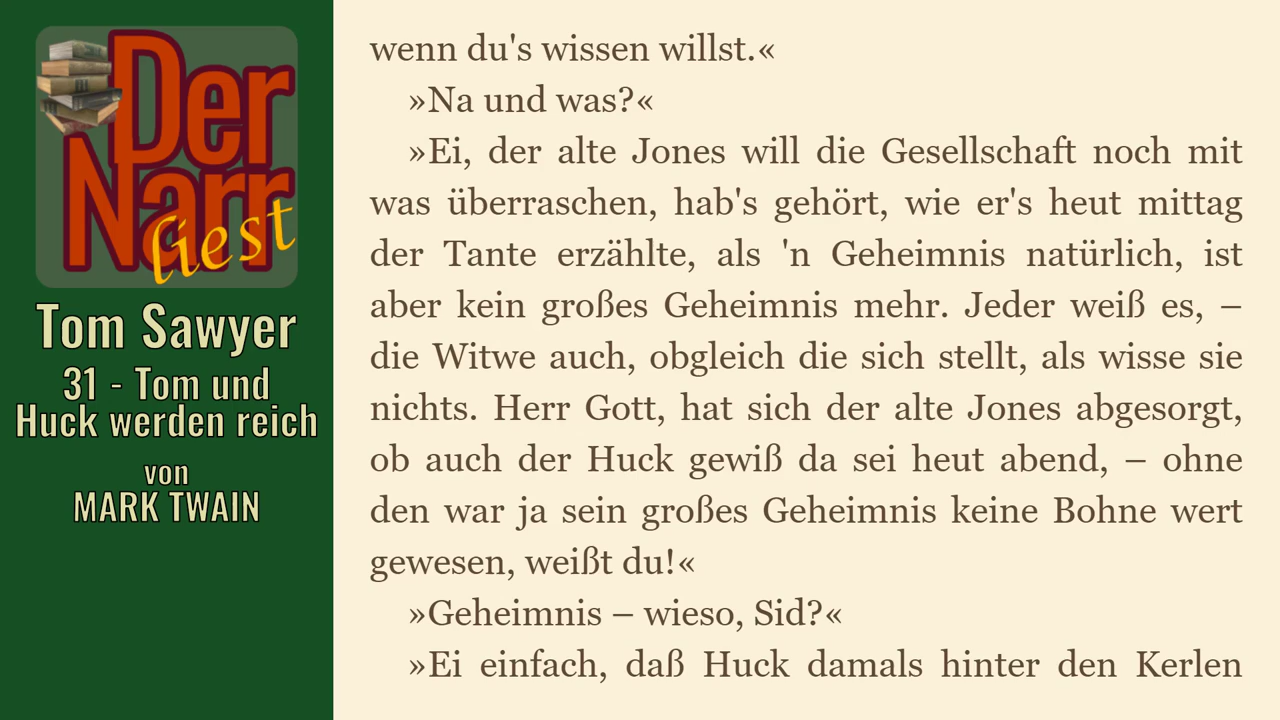 Der
Narr
liest
Tom Sawyer
31 - Tom und
Huck werden reich
von
MARK TWAIN
wenn du's wissen willst.«
»Na und was?«
»Ei, der alte Jones will die Gesellschaft noch mit
was überraschen, hab's gehört, wie er's heut mittag
der Tante erzählte, als 'n Geheimnis natürlich, ist
aber kein großes Geheimnis mehr. Jeder weiß es, –
die Witwe auch, obgleich die sich stellt, als wisse sie
nichts. Herr Gott, hat sich der alte Jones abgesorgt,
ob auch der Huck gewiß da sei heut abend, – ohne
den war ja sein großes Geheimnis keine Bohne wert
gewesen, weißt du!«
»Geheimnis – wieso, Sid?«
»Ei einfach, daß Huck damals hinter den Kerlen